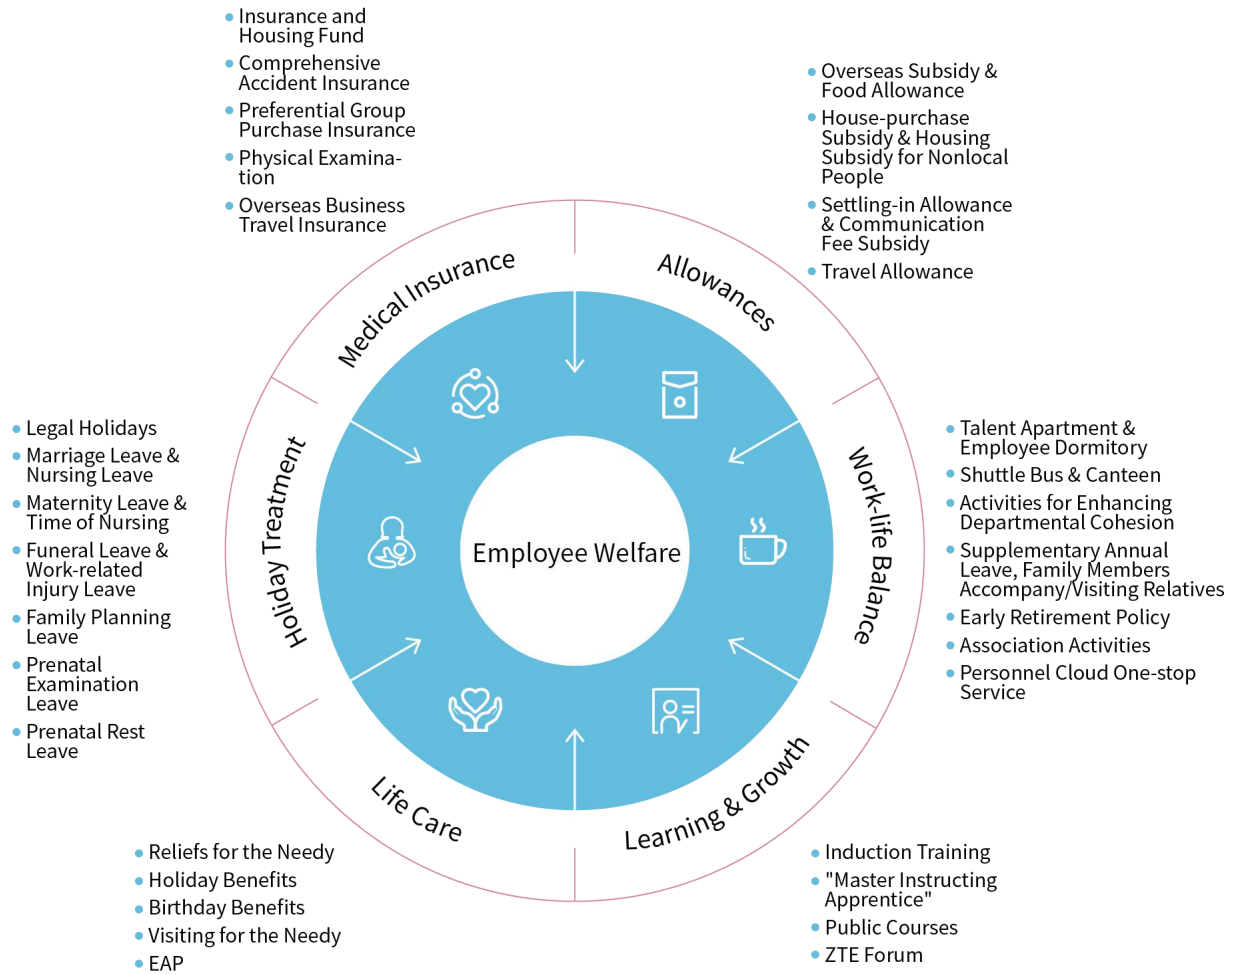 Insurance and
Housing Fund
Comprehensive
Accident Insurance
Preferential Group
Purchase Insurance
Physical Examina-
tion
Overseas Business
Travel Insurance
Overseas Subsidy &
Food Allowance
House-purchase
Subsidy & Housing
Subsidy for Nonlocal
People
Settling-in Allowance
& Communication
Fee Subsidy
Travel Allowance
Medical Insurance
Allowances
Legal Holidays
Marriage Leave &
Nursing Leave
Maternity Leave &
Time of Nursing
Funeral Leave &
Work-related
Injury Leave
Family Planning
Leave
Prenatal
Examination
Leave
Prenatal Rest
Leave
Holiday Treatment
Employee Welfare
Work-life Balance
Talent Apartment &
Employee Dormitory
Shuttle Bus & Canteen
Activities for Enhancing
Departmental Cohesion
Supplementary Annual
Leave, Family Members
Accompany/Visiting Relatives
Early Retirement Policy
Association Activities
Personnel Cloud One-stop
Service
Life Care
Learning & Growth
Reliefs for the Needy
Holiday Benefits
Birthday Benefits
Visiting for the Needy
EAP
Induction Training
"Master Instructing
Apprentice"
Public Courses
ZTE Forum